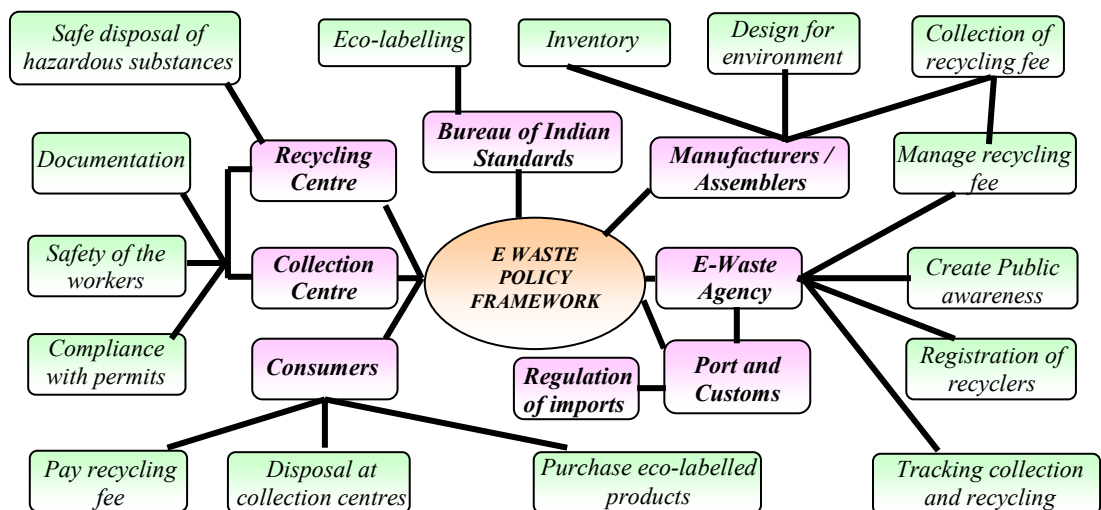 Safe disposal of
hazardous substances
Eco-labelling
Inventory
Design for
environment
Collection of
recycling fee
Documentation
Recycling
Centre
Bureau of Indian
Standards
Manufacturers /
Assemblers
Manage recycling
fee
Safety of the
workers
Collection
Centre
E WASTE
POLICY
FRAMEWORK
E-Waste
Agency
Create Public
awareness
Compliance
with permits
Consumers
Regulation
of imports
Port and
Customs
Registration of
recyclers
Pay recycling
fee
Disposal at
collection centres
Purchase eco-labelled
products
Tracking collection
and recycling